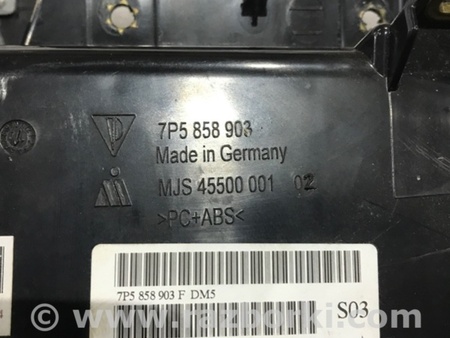 7P5 858 903
Made in Germany
MJS 45500 001 02
>PC+ABS<
7P5 858 903 F DM5
S03
4
© www.razborki.com